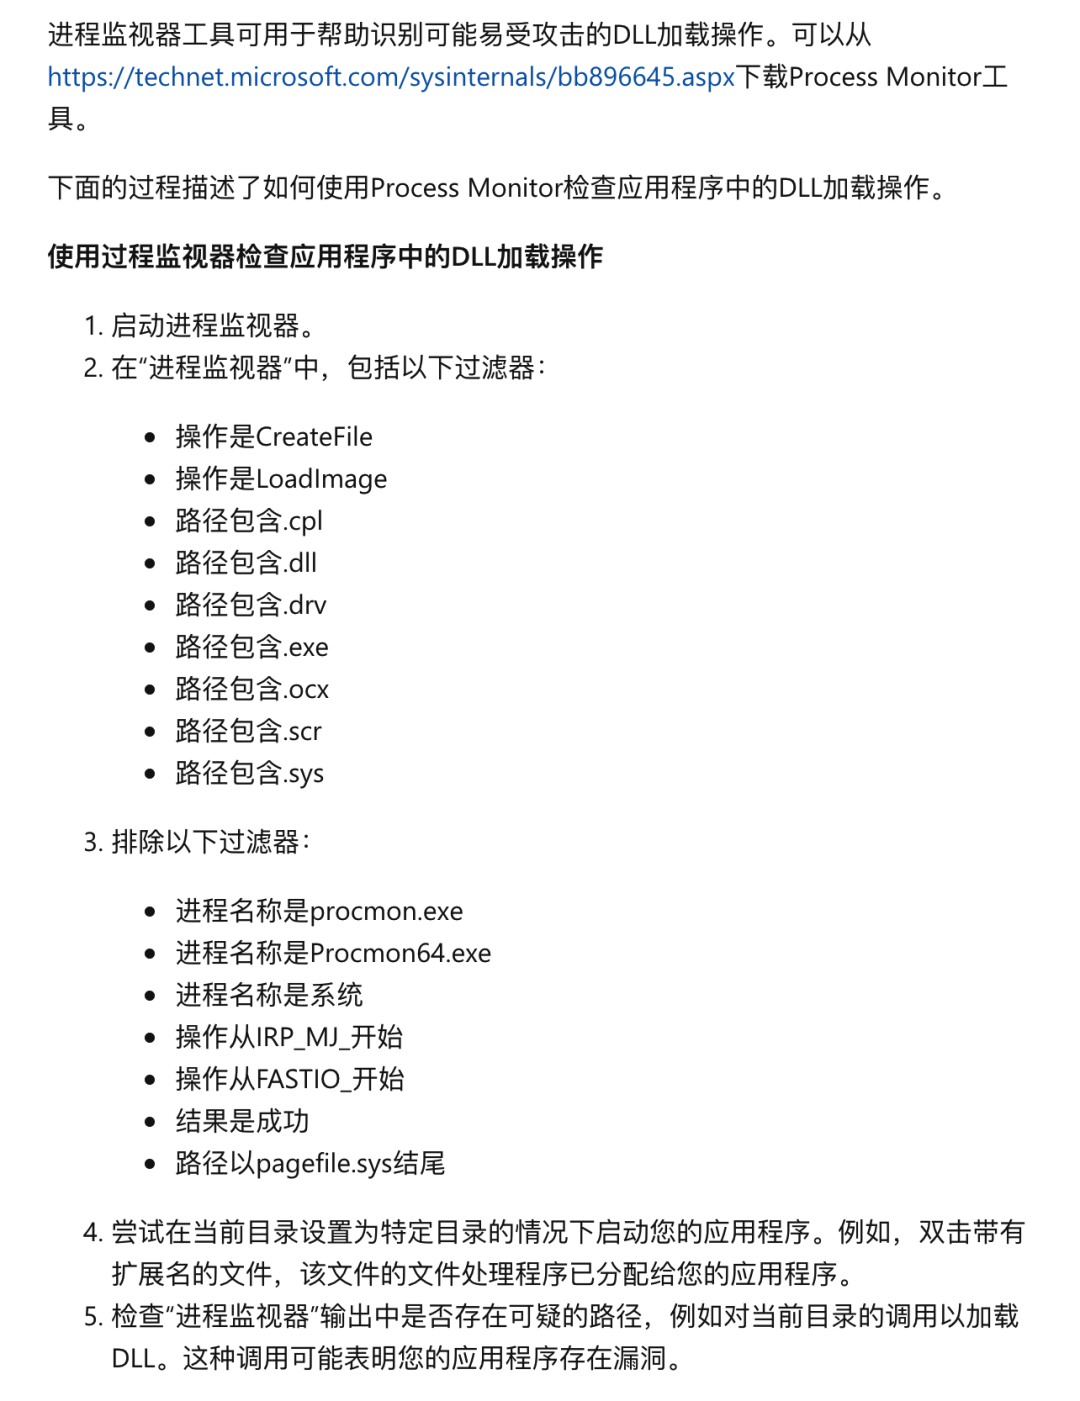 进程监视器工具可用于帮助识别可能易受攻击的DLL加载操作。可以从
https://technet.microsoft.com/sysinternals/bb896645.aspx下载Process Monitor工
具。
下面的过程描述了如何使用Process Monitor检查应用程序中的DLL加载操作。
使用过程监视器检查应用程序中的DLL加载操作
1. 启动进程监视器。
2. 在“进程监视器”中，包括以下过滤器：
• 操作是CreateFile
• 操作是LoadImage
• 路径包含.cpl
• 路径包含.dll
• 路径包含.drv
• 路径包含.exe
• 路径包含.ocx
• 路径包含.scr
• 路径包含.sys
3. 排除以下过滤器：
• 进程名称是procmon.exe
• 进程名称是Procmon64.exe
• 进程名称是系统
• 操作从IRP_MJ_开始
• 操作从FASTIO_开始
• 结果是成功
• 路径以pagefile.sys结尾
4. 尝试在当前目录设置为特定目录的情况下启动您的应用程序。例如，双击带有
扩展名的文件，该文件的文件处理程序已分配给您的应用程序。
5. 检查“进程监视器”输出中是否存在可疑的路径，例如对当前目录的调用以加载
DLL。这种调用可能表明您的应用程序存在漏洞。